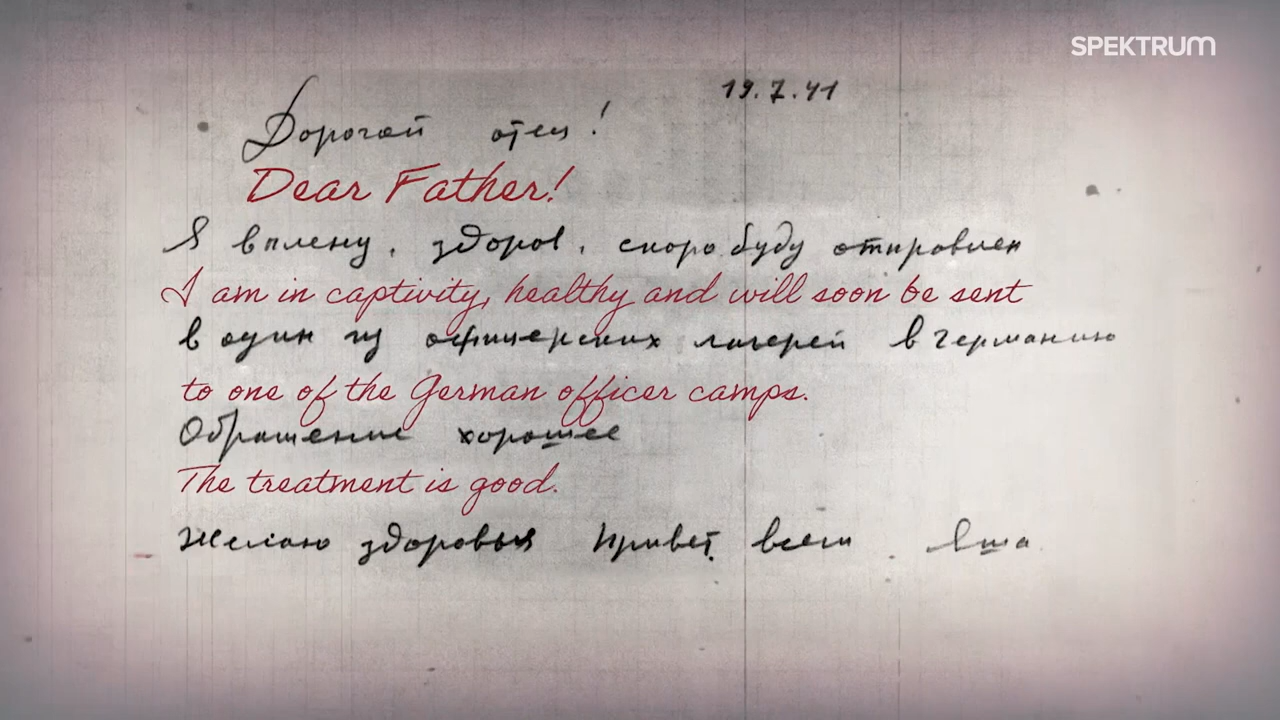 SPEKTRUM
19.7.41
Дорогой отец!
Dear Father!
Я в плену, здоров, скоро буду отправлен
I am in captivity, healthy and will soon be sent
в один из офицерских лагерей в Германию
to one of the German officer camps.
Обращение хорошее
The treatment is good.
Желаю здоровья Привет всем Яша